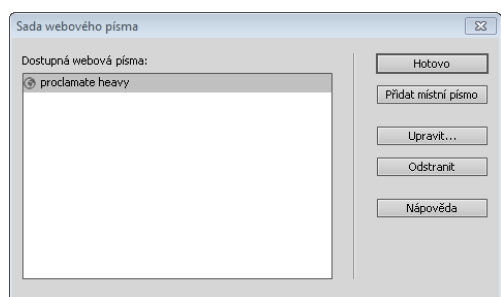 Sada webového písma
Dostupná webová písma:
proclamate heavy
Hotovo
Přidat místní písmo
Upravit...
Odstranit
Nápověda